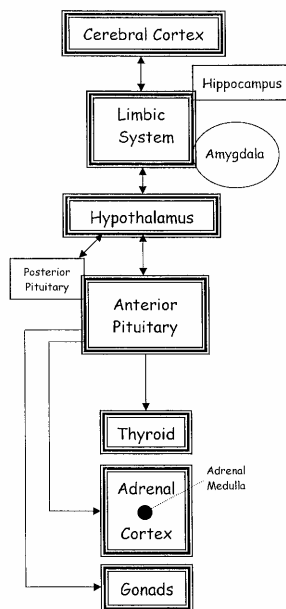 Cerebral Cortex
Hippocampus
Limbic
System
Amygdala
Hypothalamus
Posterior
Pituitary
Anterior
Pituitary
Thyroid
Adrenal
Cortex
Adrenal
Medulla
Gonads